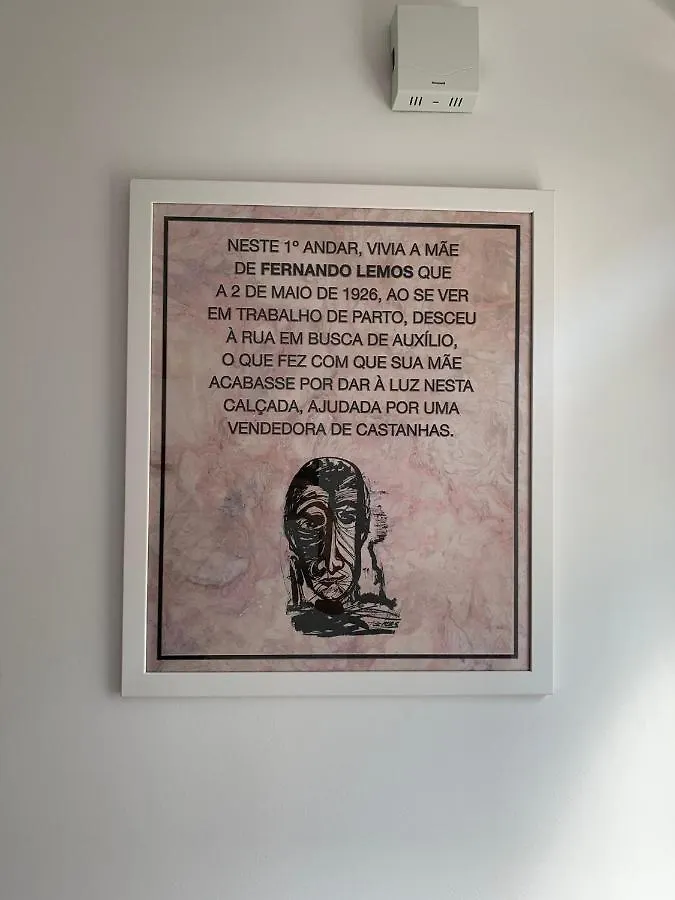 NESTE 1º ANDAR, VIVIA A MÃE
DE FERNANDO LEMOS QUE
A 2 DE MAIO DE 1926, AO SE VER
EM TRABALHO DE PARTO, DESCEU
À RUA EM BUSCA DE AUXÍLIO,
O QUE FEZ COM QUE SUA MÃE
ACABASSE POR DAR À LUZ NESTA
CALÇADA, AJUDADA POR UMA
VENDEDORA DE CASTANHAS.